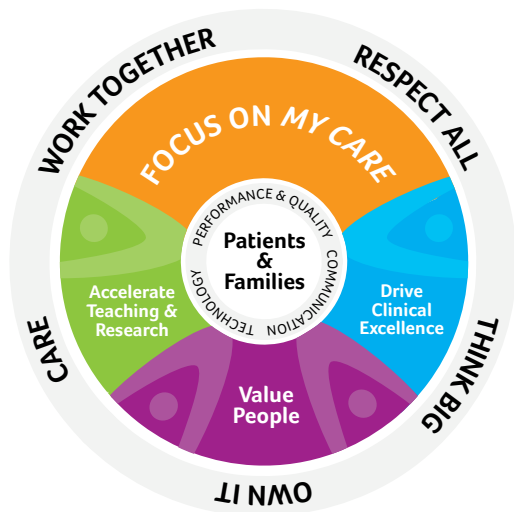 WORK TOGETHER
RESPECT ALL
THINK BIG
OWN IT
CARE
FOCUS ON MY CARE
PERFORMANCE & QUALITY
COMMUNICATION
TECHNOLOGY
Patients
&
Families
Accelerate
Teaching &
Research
Drive
Clinical
Excellence
Value
People